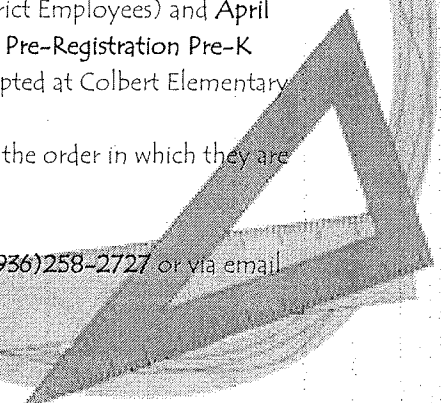 rict Employees) and April
Pre-Registration Pre-K
pted at Colbert Elementary
the order in which they are
936)258-2727 or via email